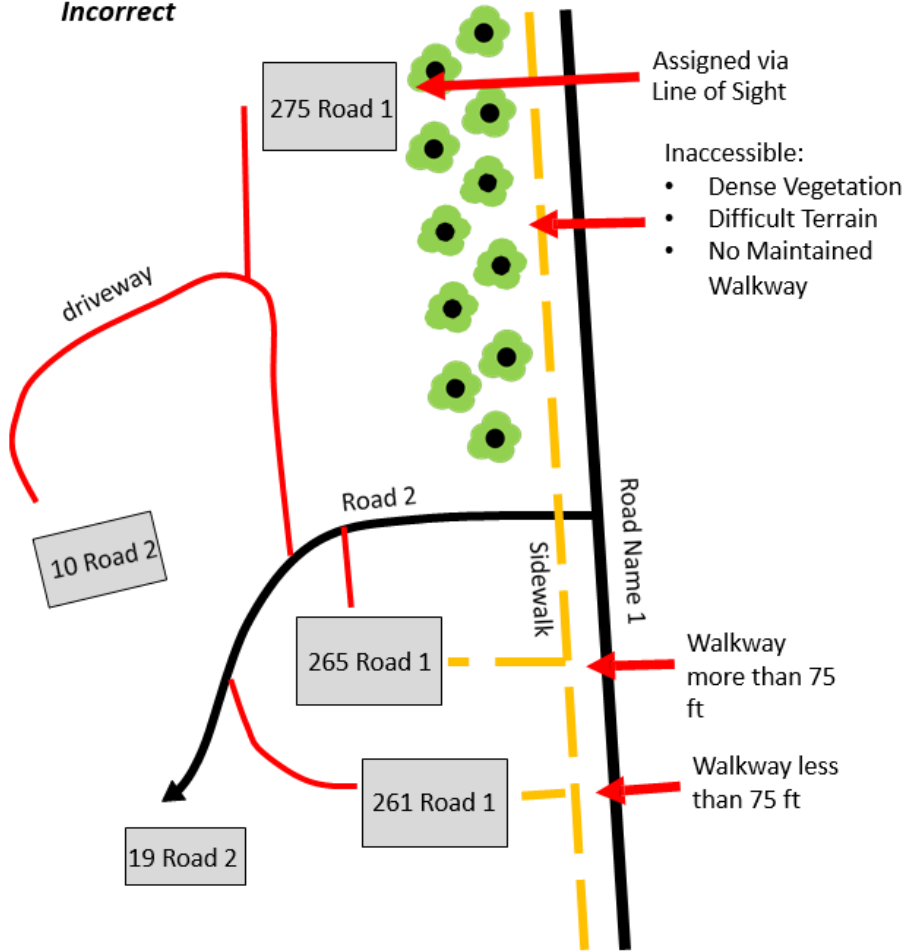 Incorrect
275 Road 1
Assigned via
Line of Sight
Inaccessible:
• Dense Vegetation
• Difficult Terrain
• No Maintained
Walkway
driveway
Road 2
Road Name 1
Sidewalk
10 Road 2
265 Road 1
Walkway
more than 75
ft
261 Road 1
Walkway less
than 75 ft
19 Road 2